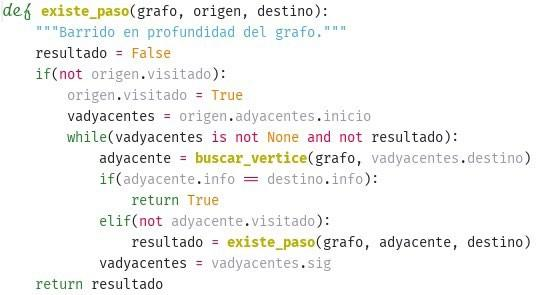 def existe_paso(grafo, origen, destino):
    """Barrido en profundidad del grafo."""
    resultado = False
    if(not origen.visitado):
        origen.visitado = True
        vadyacentes = origen.adyacentes.inicio
        while(vadyacentes is not None and not resultado):
            adyacente = buscar_vertice(grafo, vadyacentes.destino)
            if(adyacente.info == destino.info):
                return True
            elif(not adyacente.visitado):
                resultado = existe_paso(grafo, adyacente, destino)
            vadyacentes = vadyacentes.sig
    return resultado